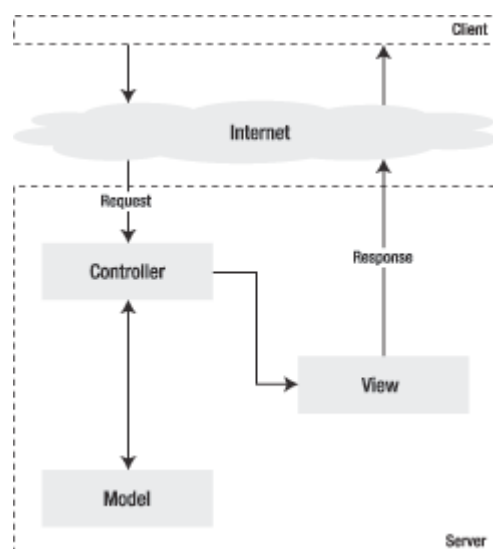 Client
Internet
Request
Controller
Response
View
Model
Server